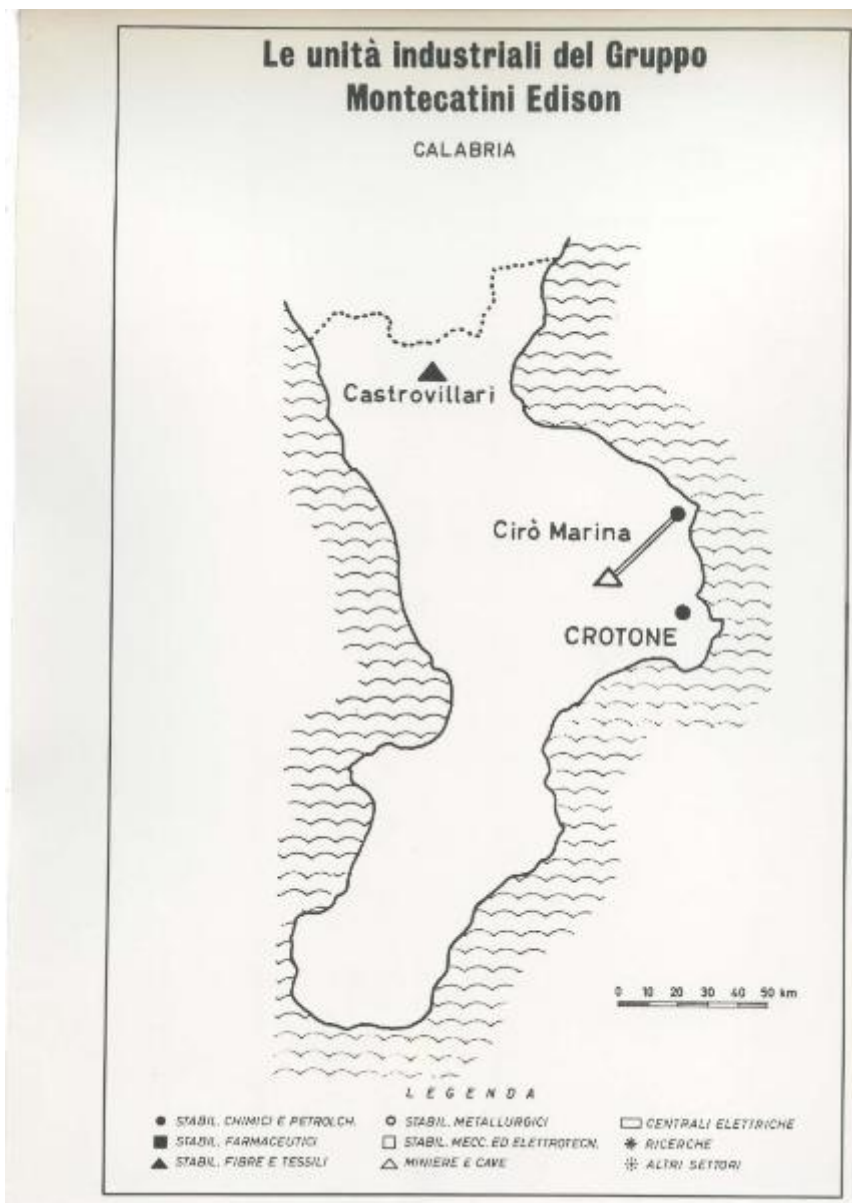 Le unità industriali del Gruppo
Montecatini Edison
CALABRIA
Castrovillari
Cirò Marina
CROTONE
0 10 20 30 40 50 km
LEGENDA
STABIL. CHIMICI E PETROLCH.
STABIL. METALLURGICI
CENTRALI ELETTRICHE
STABIL. FARMACEUTICI
STABIL. MECC. ED ELETTROTECN.
RICERCHE
STABIL. FIBRE E TESSILI
MINIERE E CAVE
ALTRI SETTORI